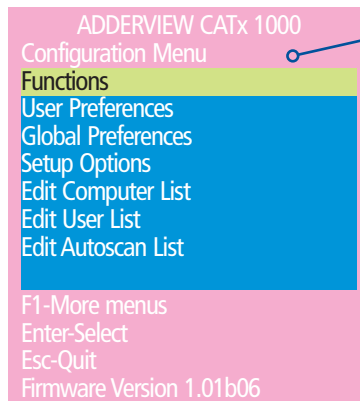 ADDERVIEW CATx 1000
Configuration Menu
Functions
User Preferences
Global Preferences
Setup Options
Edit Computer List
Edit User List
Edit Autoscan List
F1-More menus
Enter-Select
Esc-Quit
Firmware Version 1.01b06